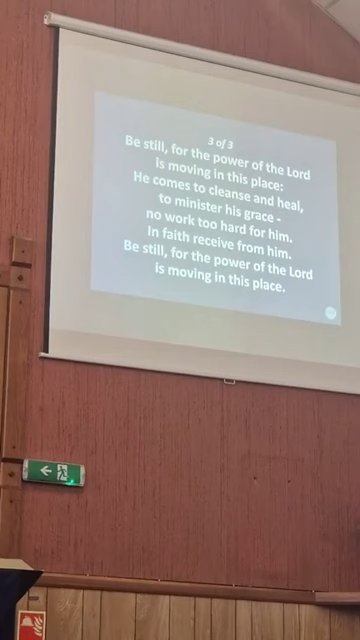 3 of 3
Be still, for the power of the Lord
is moving in this place:
He comes to cleanse and heal,
to minister his grace -
no work too hard for him.
In faith receive from him.
Be still, for the power of the Lord
is moving in this place.